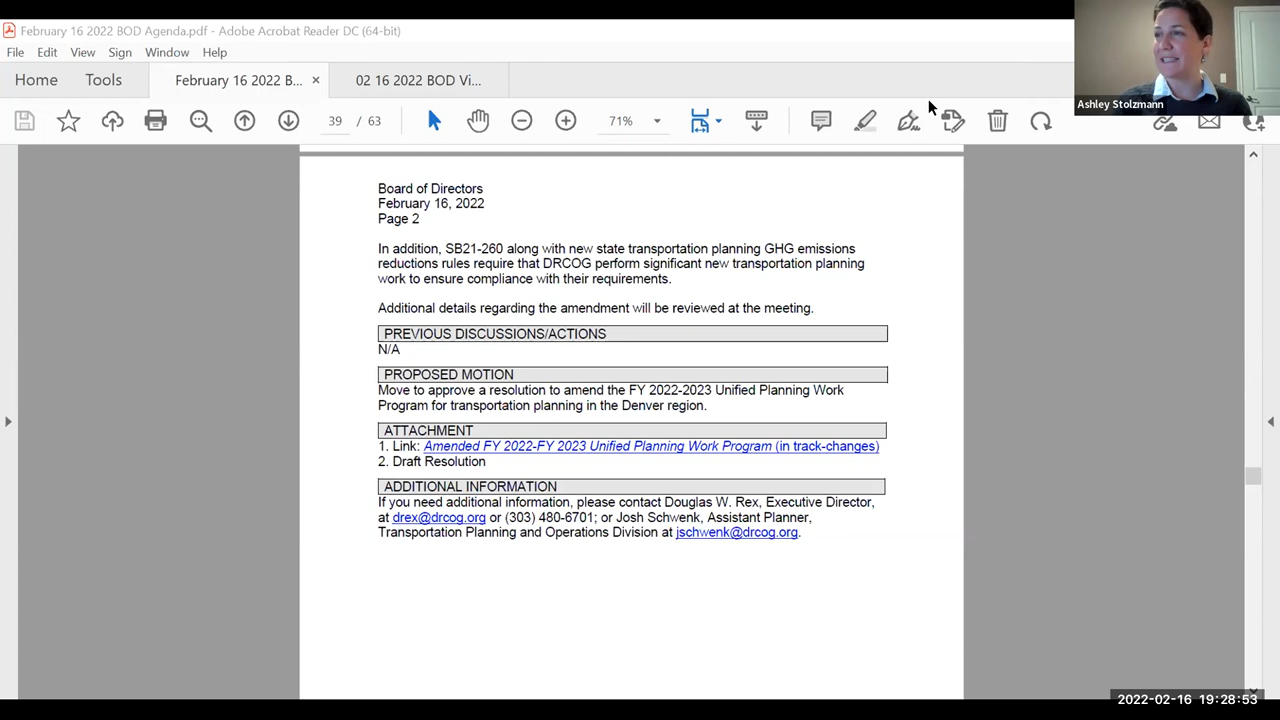 February 16 2022 BOD Agenda.pdf - Adobe Acrobat Reader DC (64-bit)
File Edit View Sign Window Help
Home Tools February 16 2022 B... × 02 16 2022 BOD Vi...
39 / 63 71%
Ashley Stolzmann
Board of Directors
February 16, 2022
Page 2
In addition, SB21-260 along with new state transportation planning GHG emissions
reductions rules require that DRCOG perform significant new transportation planning
work to ensure compliance with their requirements.
Additional details regarding the amendment will be reviewed at the meeting.
PREVIOUS DISCUSSIONS/ACTIONS
N/A
PROPOSED MOTION
Move to approve a resolution to amend the FY 2022-2023 Unified Planning Work
Program for transportation planning in the Denver region.
ATTACHMENT
1. Link: Amended FY 2022-FY 2023 Unified Planning Work Program (in track-changes)
2. Draft Resolution
ADDITIONAL INFORMATION
If you need additional information, please contact Douglas W. Rex, Executive Director,
at drex@drcog.org or (303) 480-6701; or Josh Schwenk, Assistant Planner,
Transportation Planning and Operations Division at jschwenk@drcog.org.
2022-02-16 19:28:53